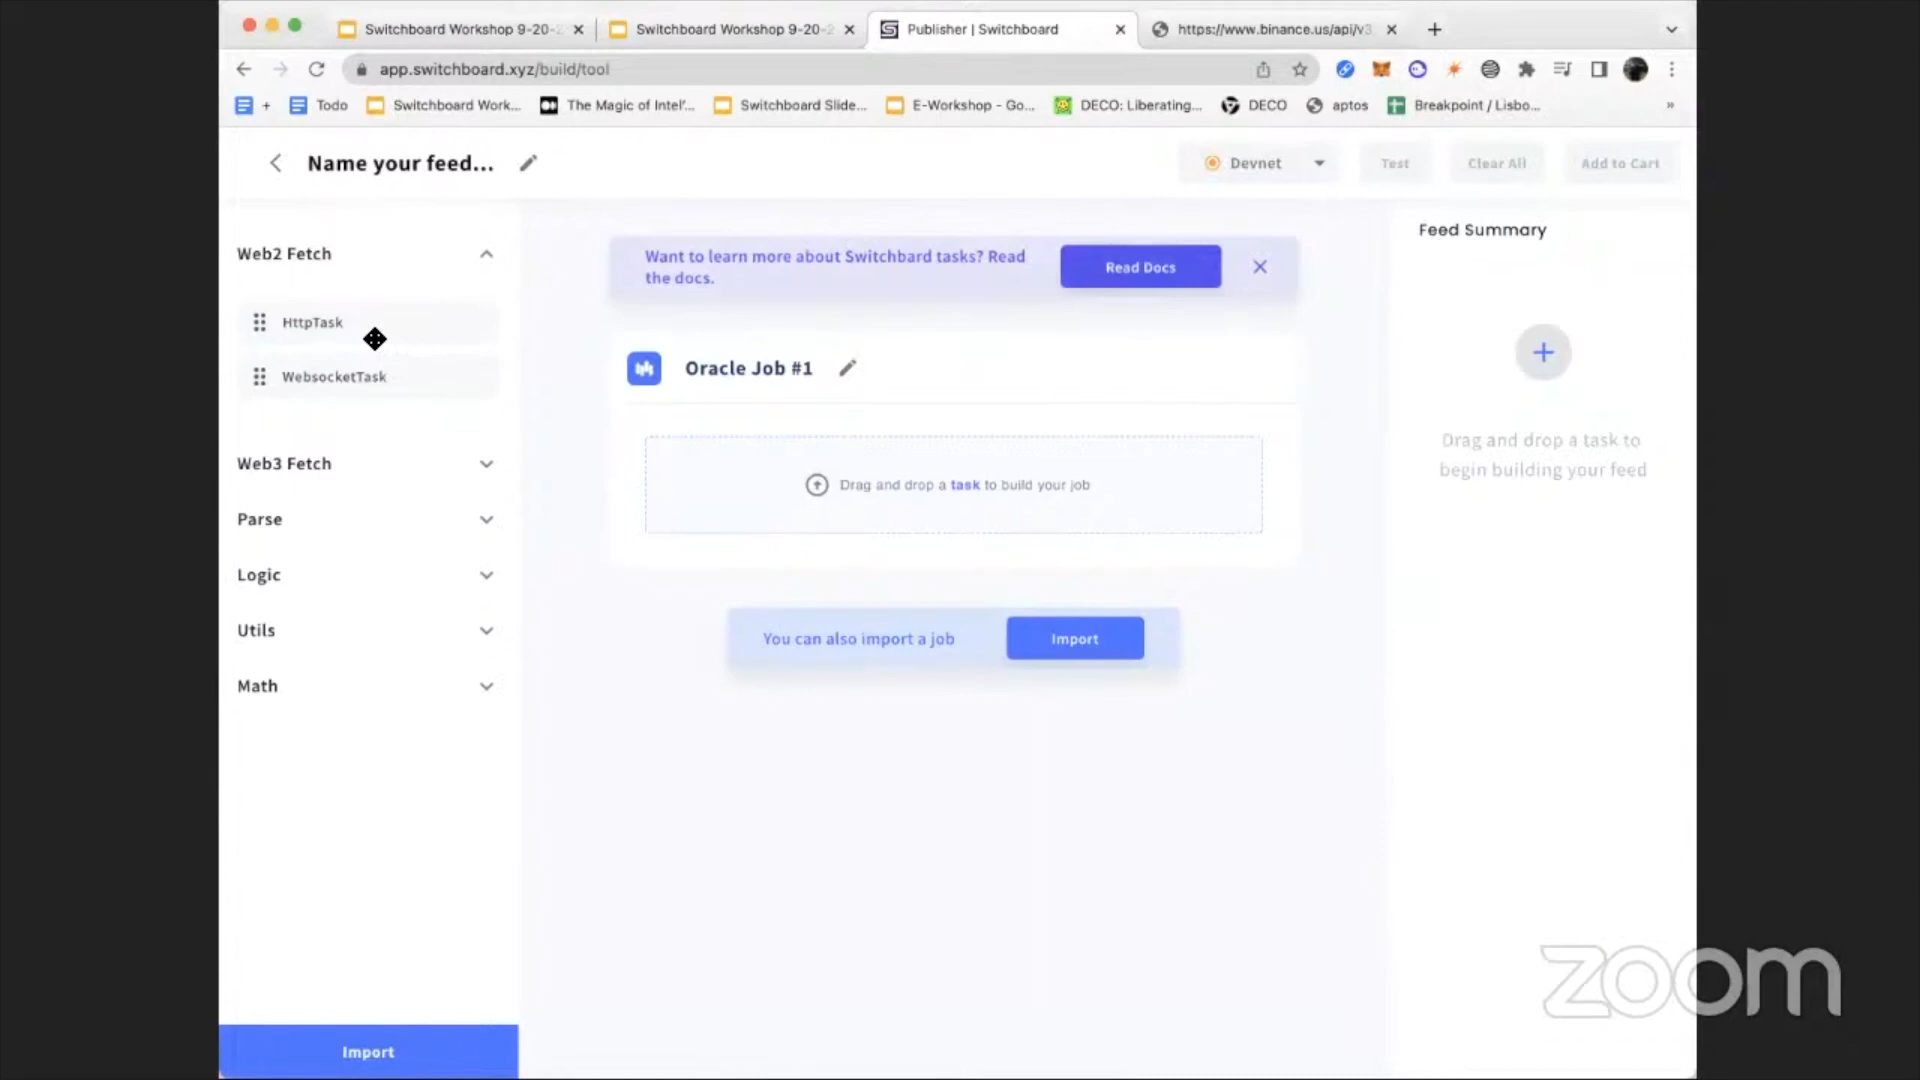 Switchboard Workshop 9-20-2
Switchboard Workshop 9-20-2
Publisher | Switchboard
https://www.binance.us/api/v3
app.switchboard.xyz/build/tool
+
Todo
Switchboard Work...
The Magic of Intel'...
Switchboard Slide...
E-Workshop - Go...
DECO: Liberating...
DECO
aptos
Breakpoint / Lisbo...
»
Name your feed...
Devnet
Test
Clear All
Add to Cart
Web2 Fetch
HttpTask
WebsocketTask
Web3 Fetch
Parse
Logic
Utils
Math
Import
Want to learn more about Switchbard tasks? Read
the docs.
Read Docs
Oracle Job #1
Drag and drop a task to build your job
You can also import a job
Import
Feed Summary
Drag and drop a task to
begin building your feed
zoom